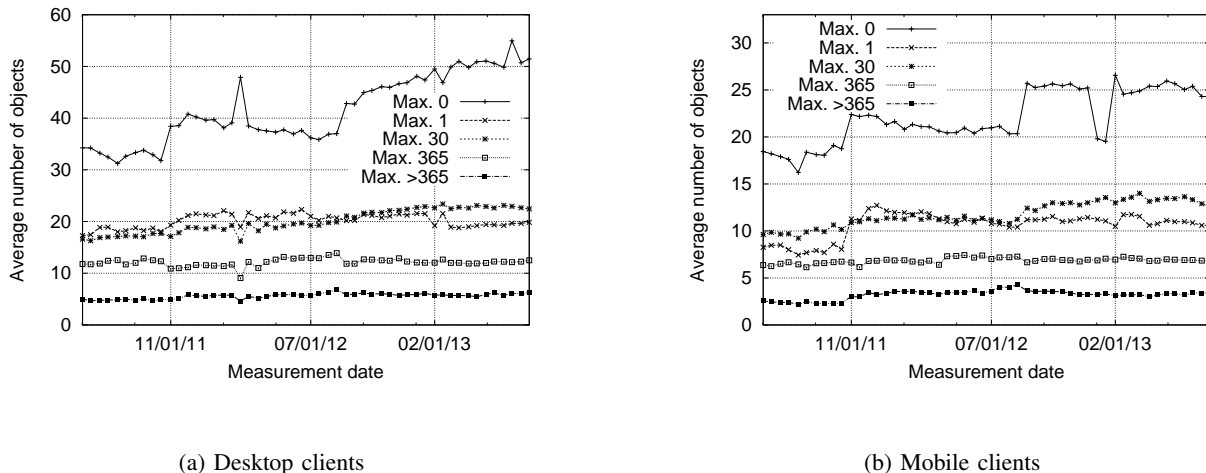 60
50
40
30
20
10
0
Average number of objects
Max. 0
Max. 1
Max. 30
Max. 365
Max. >365
11/01/11 07/01/12 02/01/13
Measurement date
(a) Desktop clients
30
25
20
15
10
5
0
Average number of objects
Max. 0
Max. 1
Max. 30
Max. 365
Max. >365
11/01/11 07/01/12 02/01/13
Measurement date
(b) Mobile clients